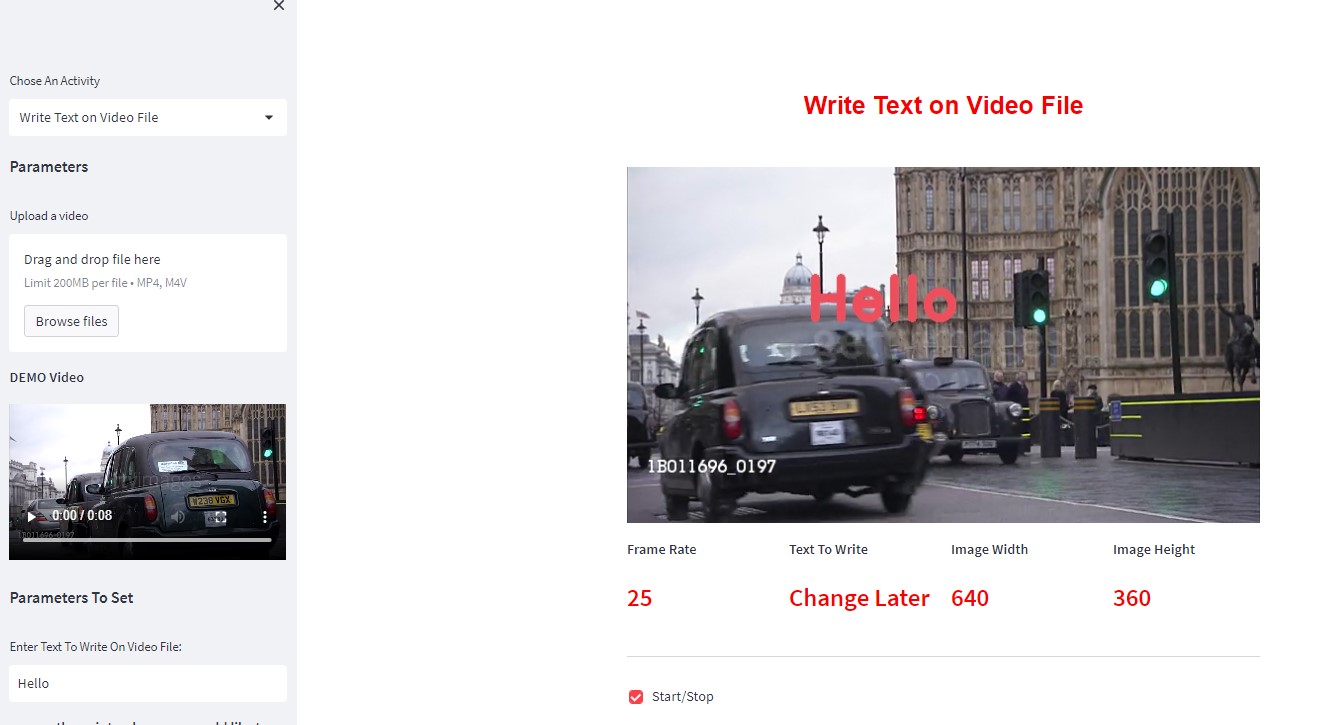 Chose An Activity
Write Text on Video File
Parameters
Upload a video
Drag and drop file here
Limit 200MB per file • MP4, M4V
Browse files
DEMO Video
0:00 / 0:08
1B011696_0197
Parameters To Set
Enter Text To Write On Video File:
Hello
Write Text on Video File
Hello
1B011696_0197
Frame Rate
Text To Write
Image Width
Image Height
25
Change Later
640
360
Start/Stop